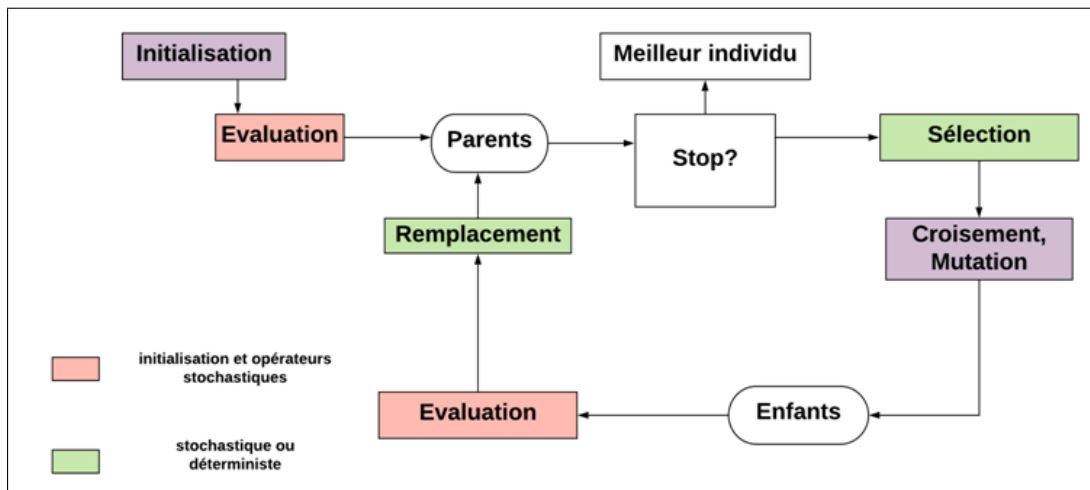 Initialisation
Meilleur individu
Evaluation
Parents
Stop?
Sélection
Remplacement
Croisement,
Mutation
initialisation et opérateurs
stochastiques
Evaluation
Enfants
stochastique ou
déterministe